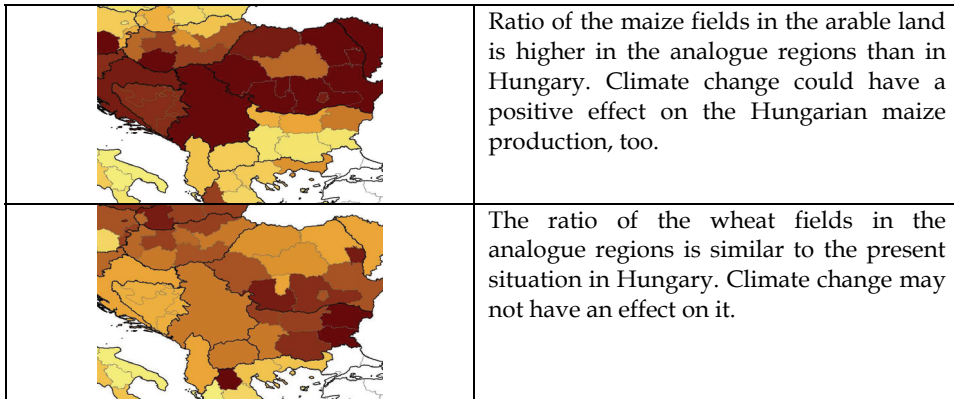 Ratio of the maize fields in the arable land
is higher in the analogue regions than in
Hungary. Climate change could have a
positive effect on the Hungarian maize
production, too.
The ratio of the wheat fields in the
analogue regions is similar to the present
situation in Hungary. Climate change may
not have an effect on it.